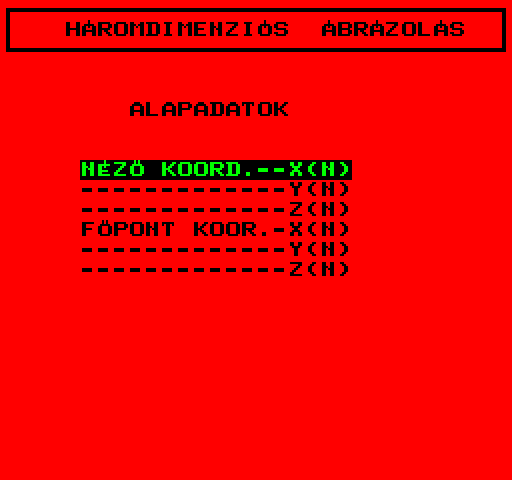 HÁROMDIMENZIÓS ÁBRÁZOLÁS
ALAPADATOK
NÉZŐ KOORD.--X(N)
-------------Y(N)
-------------Z(N)
FŐPONT KOOR.-X(N)
-------------Y(N)
-------------Z(N)